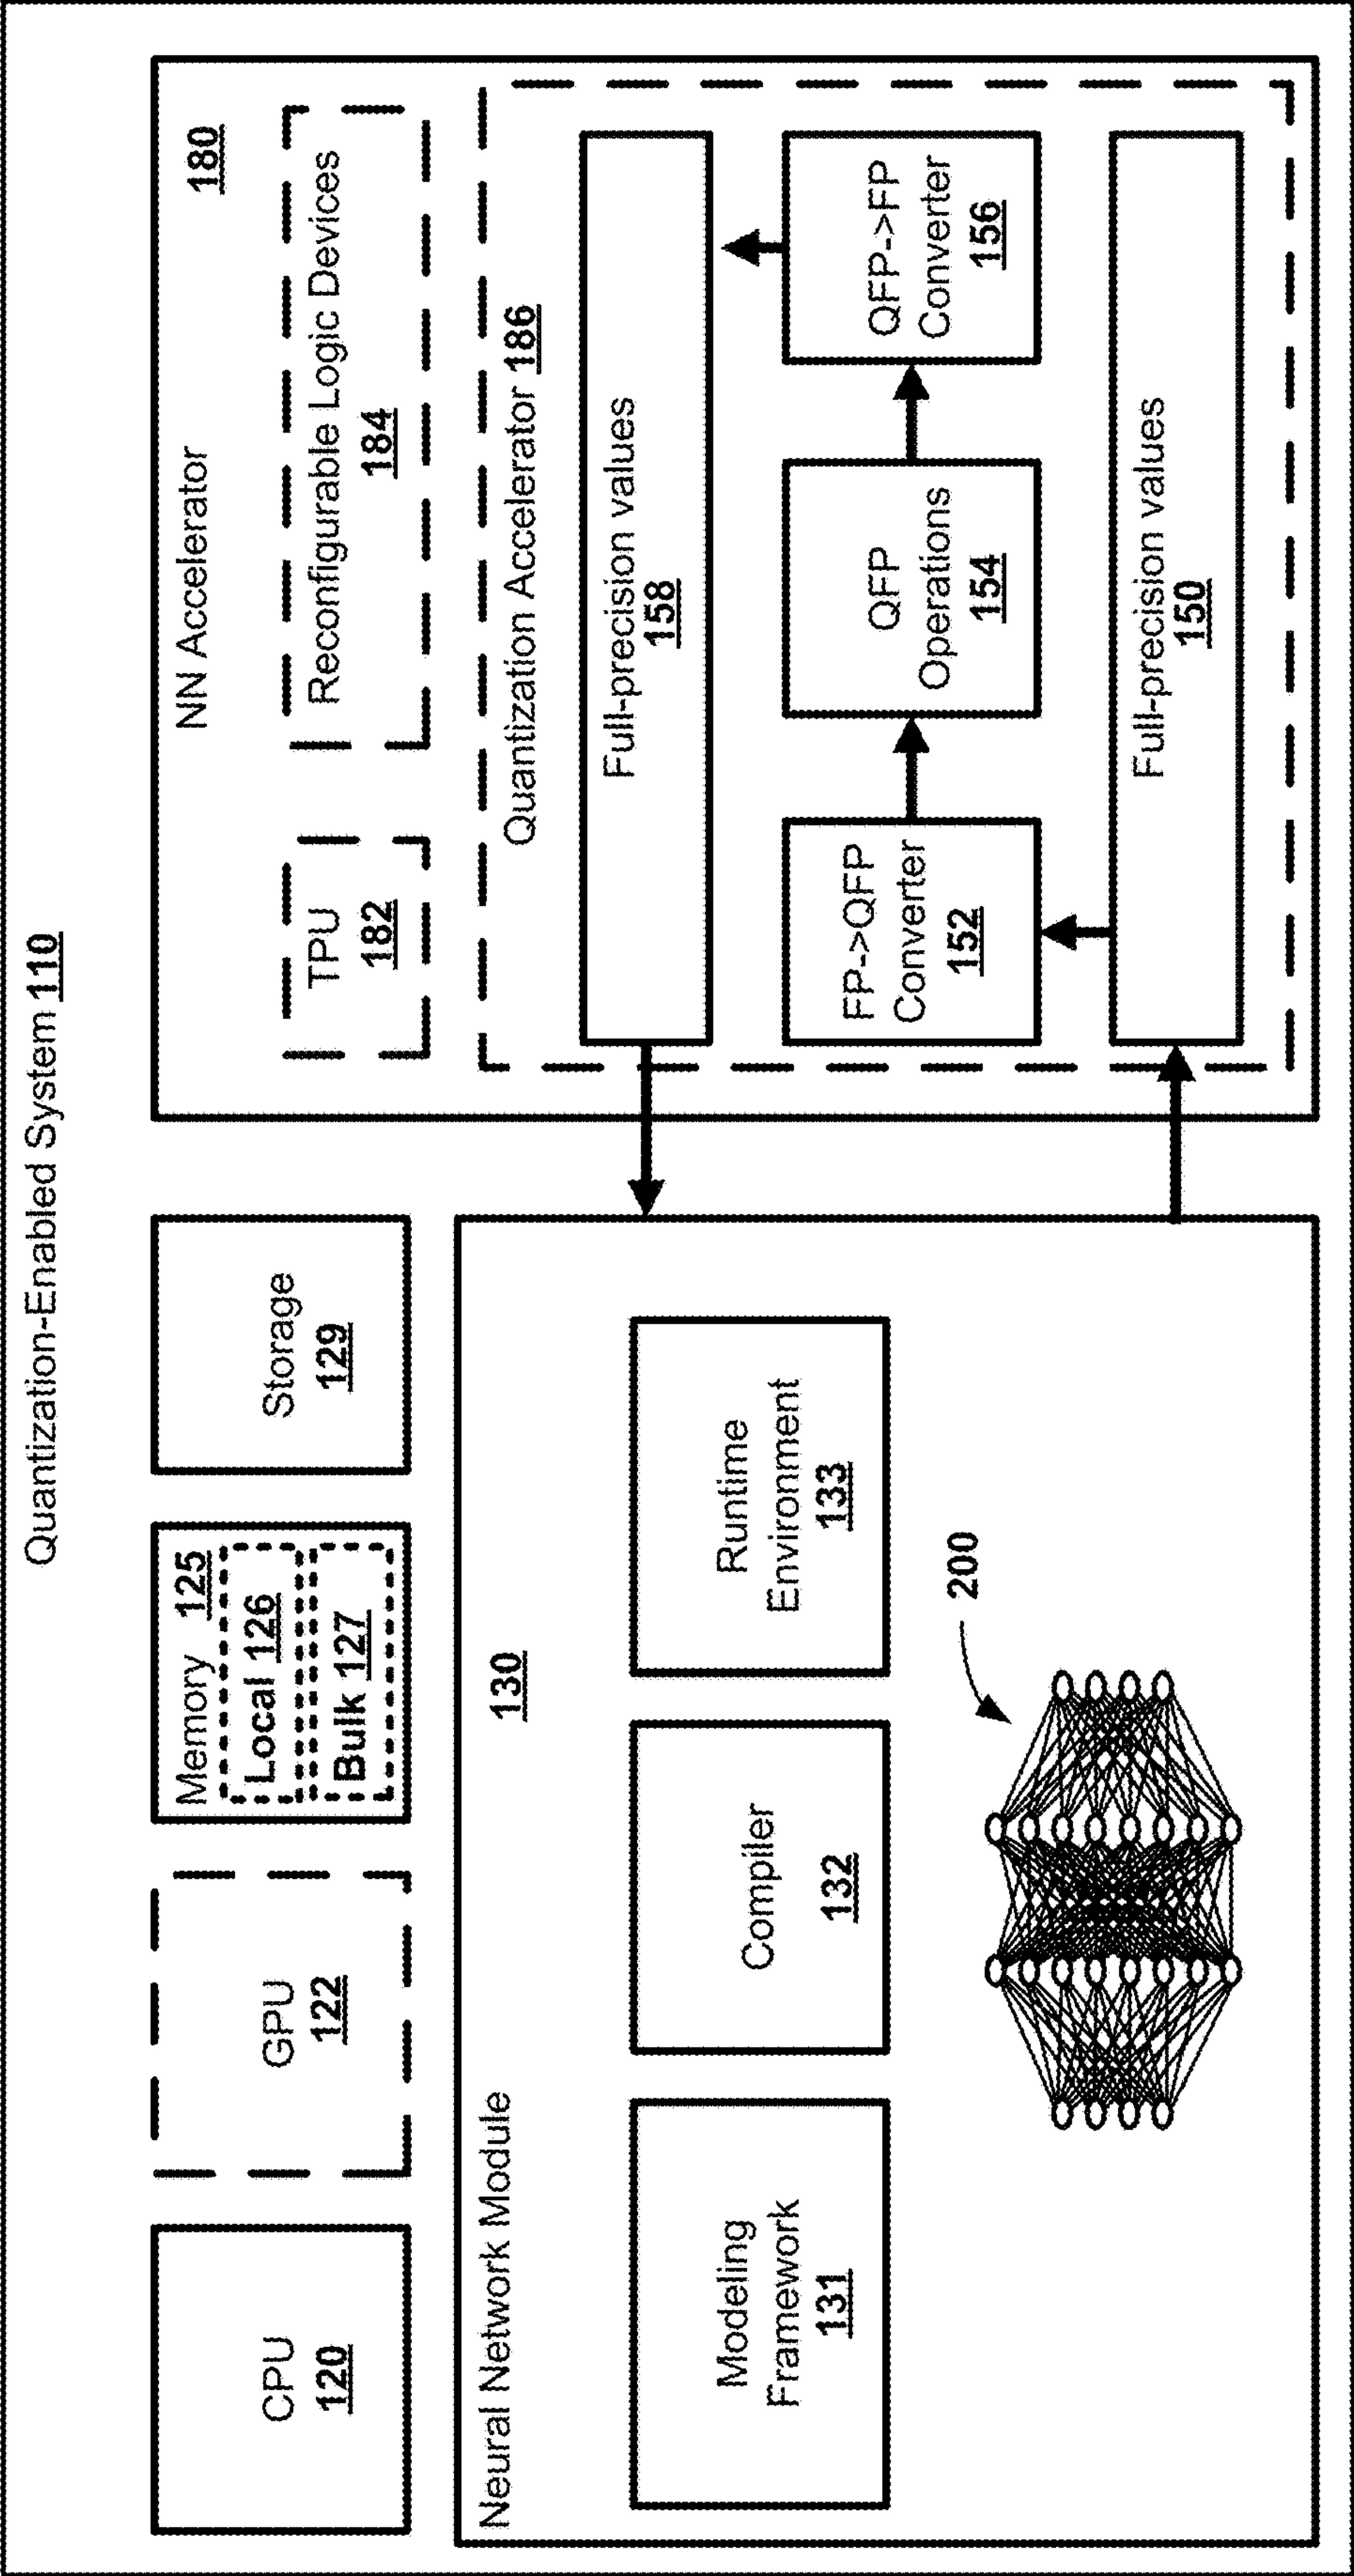 Quantization-Enabled System 110
CPU
120
GPU
122
Memory 125
Local 126
Bulk 127
Storage
129
Neural Network Module
130
Modeling
Framework
131
Compiler
132
Runtime
Environment
133
200
NN Accelerator
180
TPU
182
Reconfigurable Logic Devices
184
Quantization Accelerator 186
Full-precision values
158
FP->QFP
Converter
152
QFP
Operations
154
QFP->FP
Converter
156
Full-precision values
150